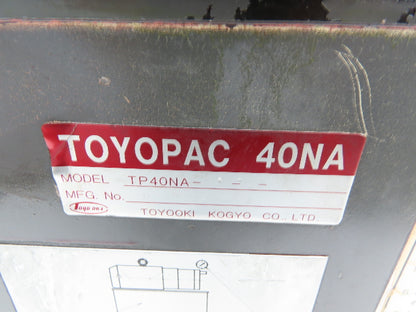 TOYOPAC 40NA
MODEL TP40NA- - -
MFG. No.
TOYOOKI KOGYO CO., LTD